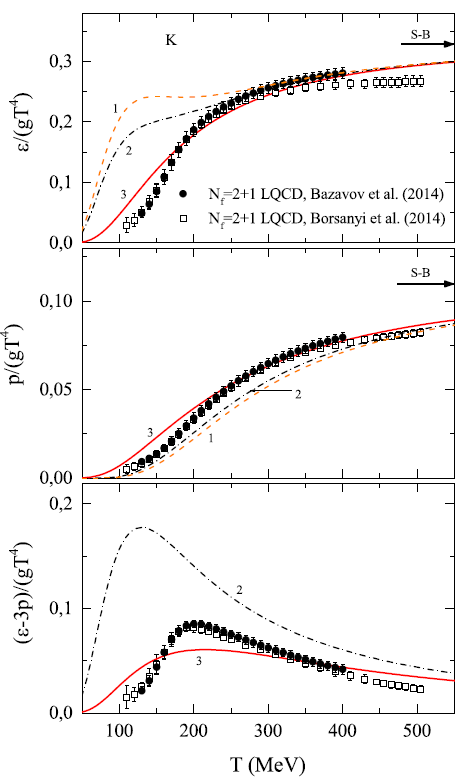 K
S-B
0,3
0,2
0,1
0,0
ε/(gT⁴)
1
2
3
N_f=2+1 LQCD, Bazavov et al. (2014)
N_f=2+1 LQCD, Borsanyi et al. (2014)
S-B
0,10
0,05
0,00
p/(gT⁴)
3
2
1
0,2
0,1
0,0
(ε-3p)/(gT⁴)
2
3
100 200 300 400 500
T (MeV)